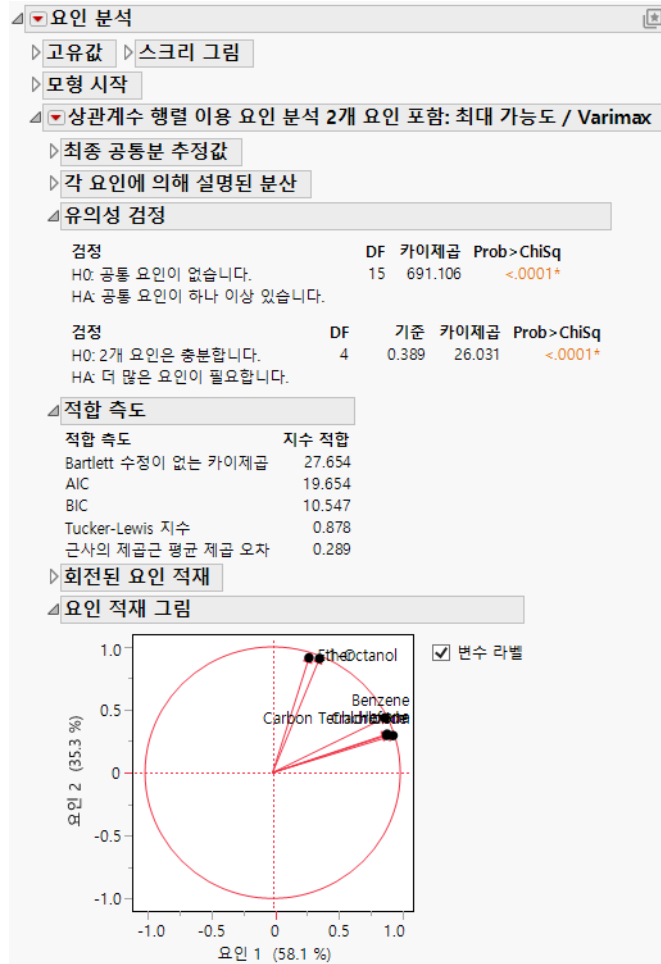 요인 분석
고유값 스크리 그림
모형 시작
상관계수 행렬 이용 요인 분석 2개 요인 포함: 최대 가능도 / Varimax
최종 공통분 추정값
각 요인에 의해 설명된 분산
유의성 검정
검정 DF 카이제곱 Prob>ChiSq
H0: 공통 요인이 없습니다. 15 691.106 <.0001*
HA: 공통 요인이 하나 이상 있습니다.
검정 DF 기준 카이제곱 Prob>ChiSq
H0: 2개 요인은 충분합니다. 4 0.389 26.031 <.0001*
HA: 더 많은 요인이 필요합니다.
적합 측도
적합 측도 지수 적합
Bartlett 수정이 없는 카이제곱 27.654
AIC 19.654
BIC 10.547
Tucker-Lewis 지수 0.878
근사의 제곱근 평균 제곱 오차 0.289
회전된 요인 적재
요인 적재 그림
변수 라벨
1.0
Octanol
Benzene
0.5
Carbon
0
-0.5
-1.0
요인 2 (35.3 %)
-1.0 -0.5 0 0.5 1.0
요인 1 (58.1 %)